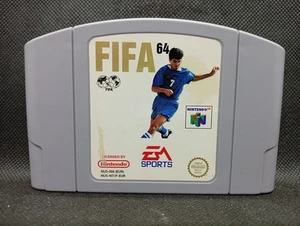 FIFA 64
FIFA
7
NINTENDO 64
LICENSED BY
Nintendo
EA
SPORTS